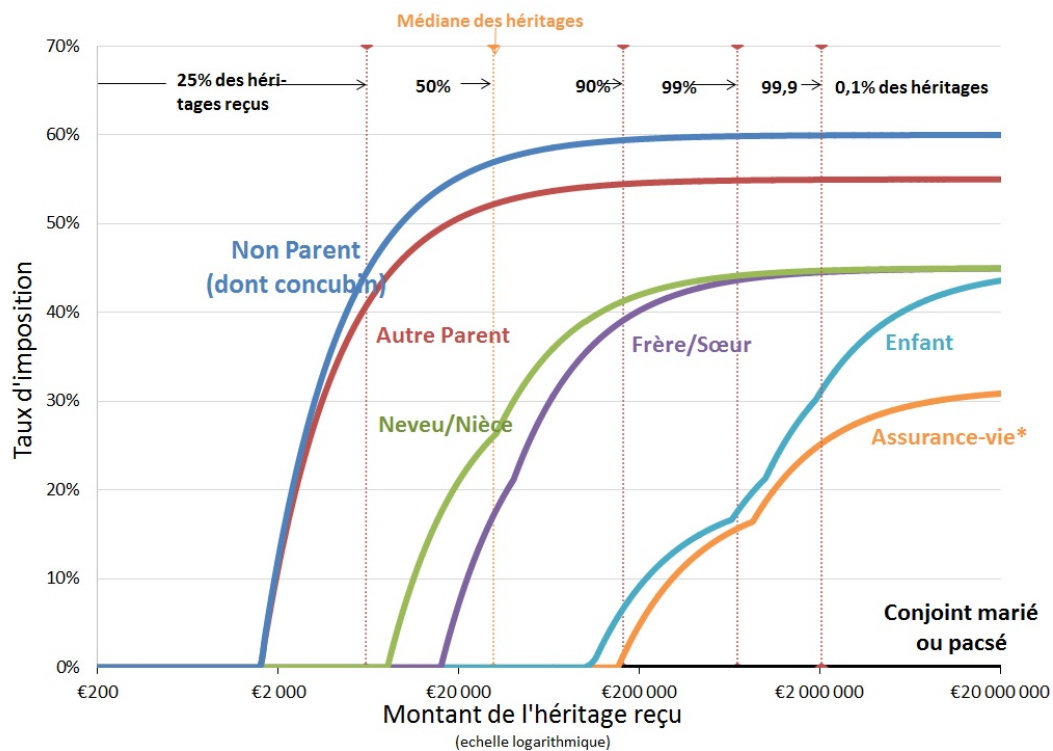 Médiane des héritages
70%
25% des héri-
tages reçus
50%
90%
99%
99,9
0,1% des héritages
60%
50%
Non Parent
(dont concubin)
40%
Autre Parent
Frère/Sœur
Enfant
30%
Neveu/Nièce
Assurance-vie*
20%
10%
Conjoint marié
ou pacsé
0%
Taux d'imposition
€200
€2 000
€20 000
€200 000
€2 000 000
€20 000 000
Montant de l'héritage reçu
(echelle logarithmique)